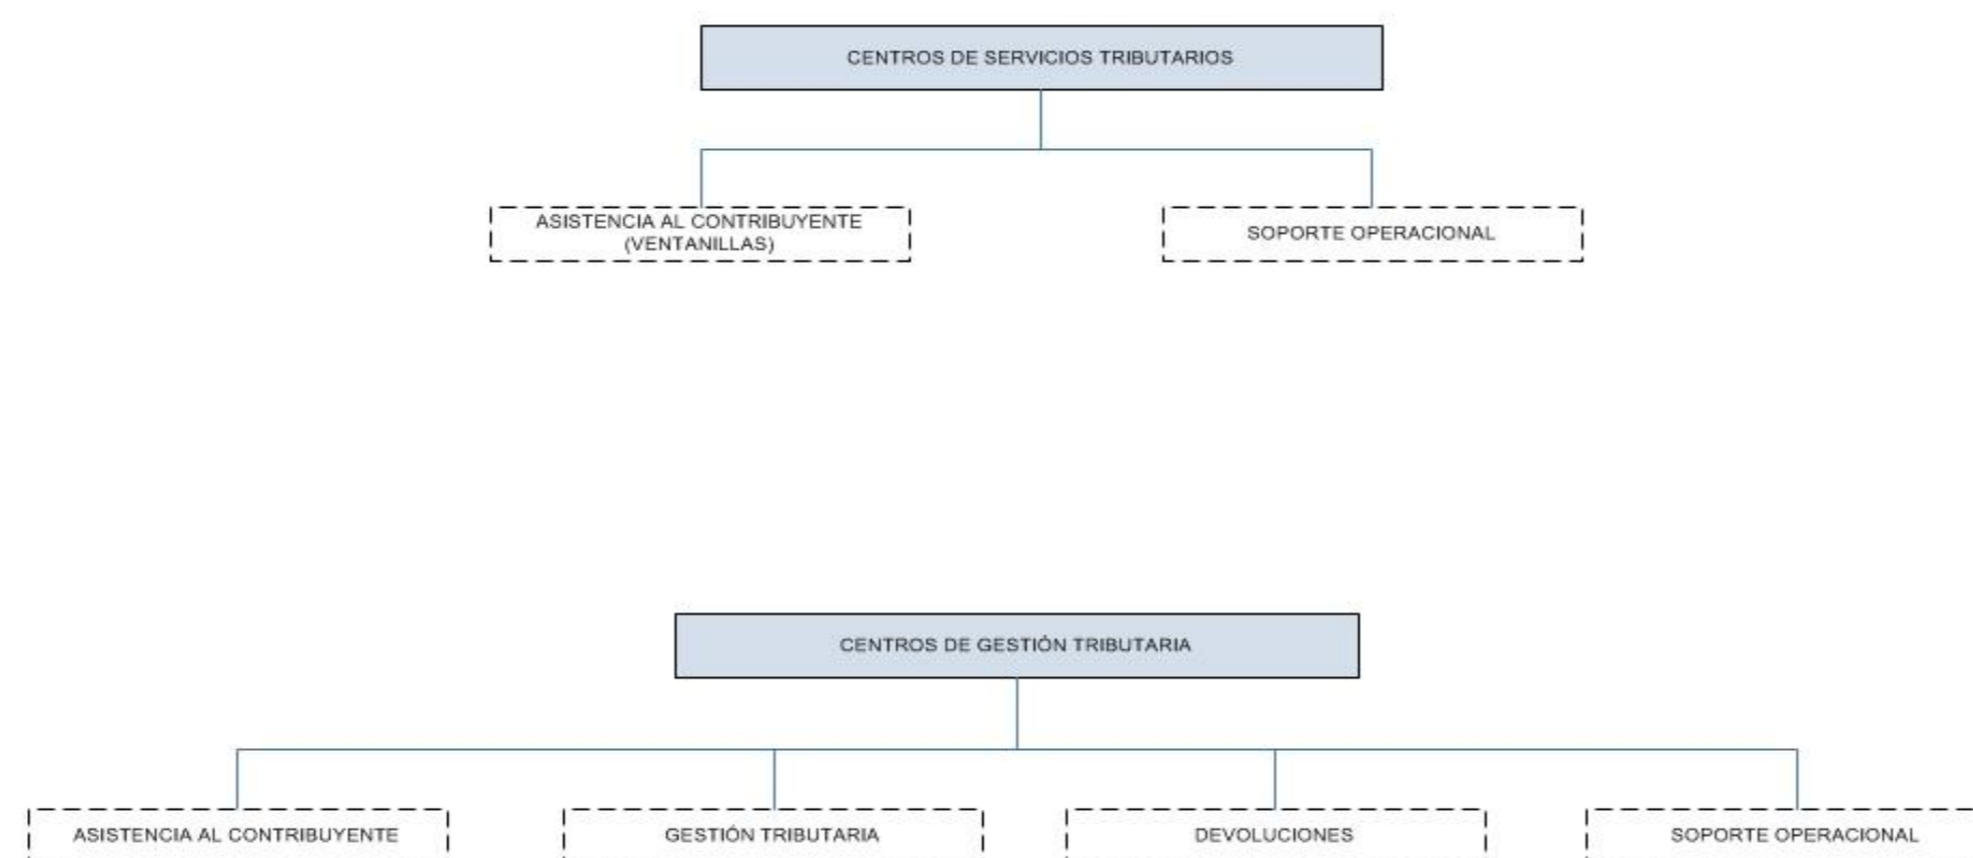 CENTROS DE SERVICIOS TRIBUTARIOS
ASISTENCIA AL CONTRIBUYENTE
(VENTANILLAS)
SOPORTE OPERACIONAL
CENTROS DE GESTIÓN TRIBUTARIA
ASISTENCIA AL CONTRIBUYENTE
GESTIÓN TRIBUTARIA
DEVOLUCIONES
SOPORTE OPERACIONAL